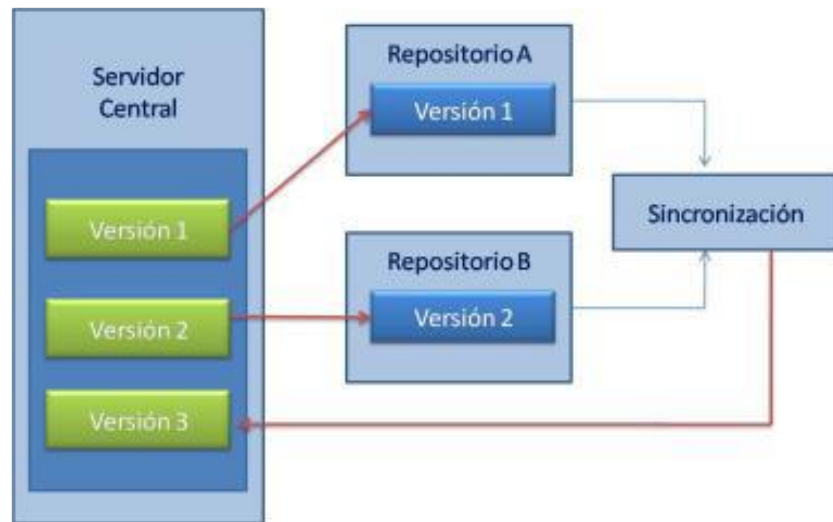 Servidor
Central
Versión 1
Versión 2
Versión 3
Repositorio A
Versión 1
Repositorio B
Versión 2
Sincronización